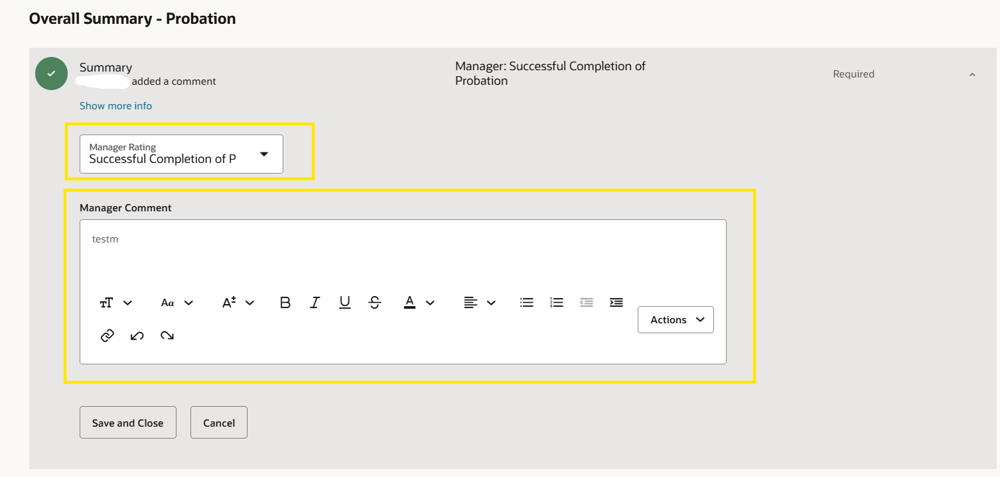 Overall Summary - Probation
Summary
added a comment
Manager: Successful Completion of
Probation
Required
Show more info
Manager Rating
Successful Completion of P
Manager Comment
testm
Actions
Save and Close
Cancel